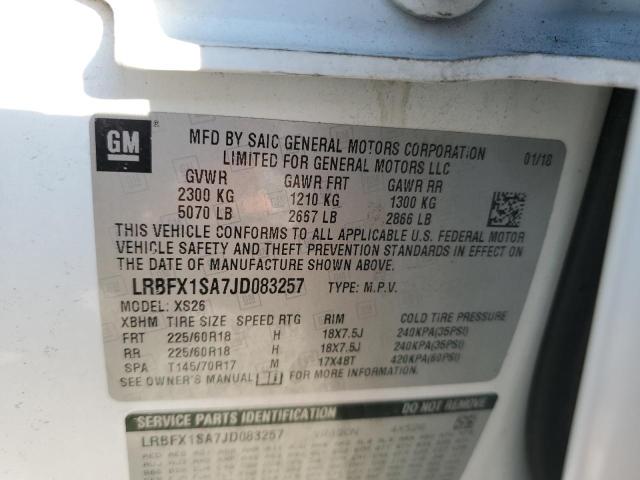 GM
MFD BY SAIC GENERAL MOTORS CORPORATION
LIMITED FOR GENERAL MOTORS LLC
01/18
GVWR GAWR FRT GAWR RR
2300 KG 1210 KG 1300 KG
5070 LB 2667 LB 2866 LB
THIS VEHICLE CONFORMS TO ALL APPLICABLE U.S. FEDERAL MOTOR
VEHICLE SAFETY AND THEFT PREVENTION STANDARDS IN EFFECT ON
THE DATE OF MANUFACTURE SHOWN ABOVE.
LRBFX1SA7JD083257 TYPE: M.P.V.
MODEL: XS26
XBHM TIRE SIZE SPEED RTG RIM COLD TIRE PRESSURE
FRT 225/60R18 H 18X7.5J 240KPA(35PSI)
RR 225/60R18 H 18X7.5J 240KPA(35PSI)
SPA T145/70R17 M 17X4BT 420KPA(60PSI)
SEE OWNER'S MANUAL FOR MORE INFORMATION.
SERVICE PARTS IDENTIFICATION DO NOT REMOVE
LRBFX1SA7JD083257 4XS26